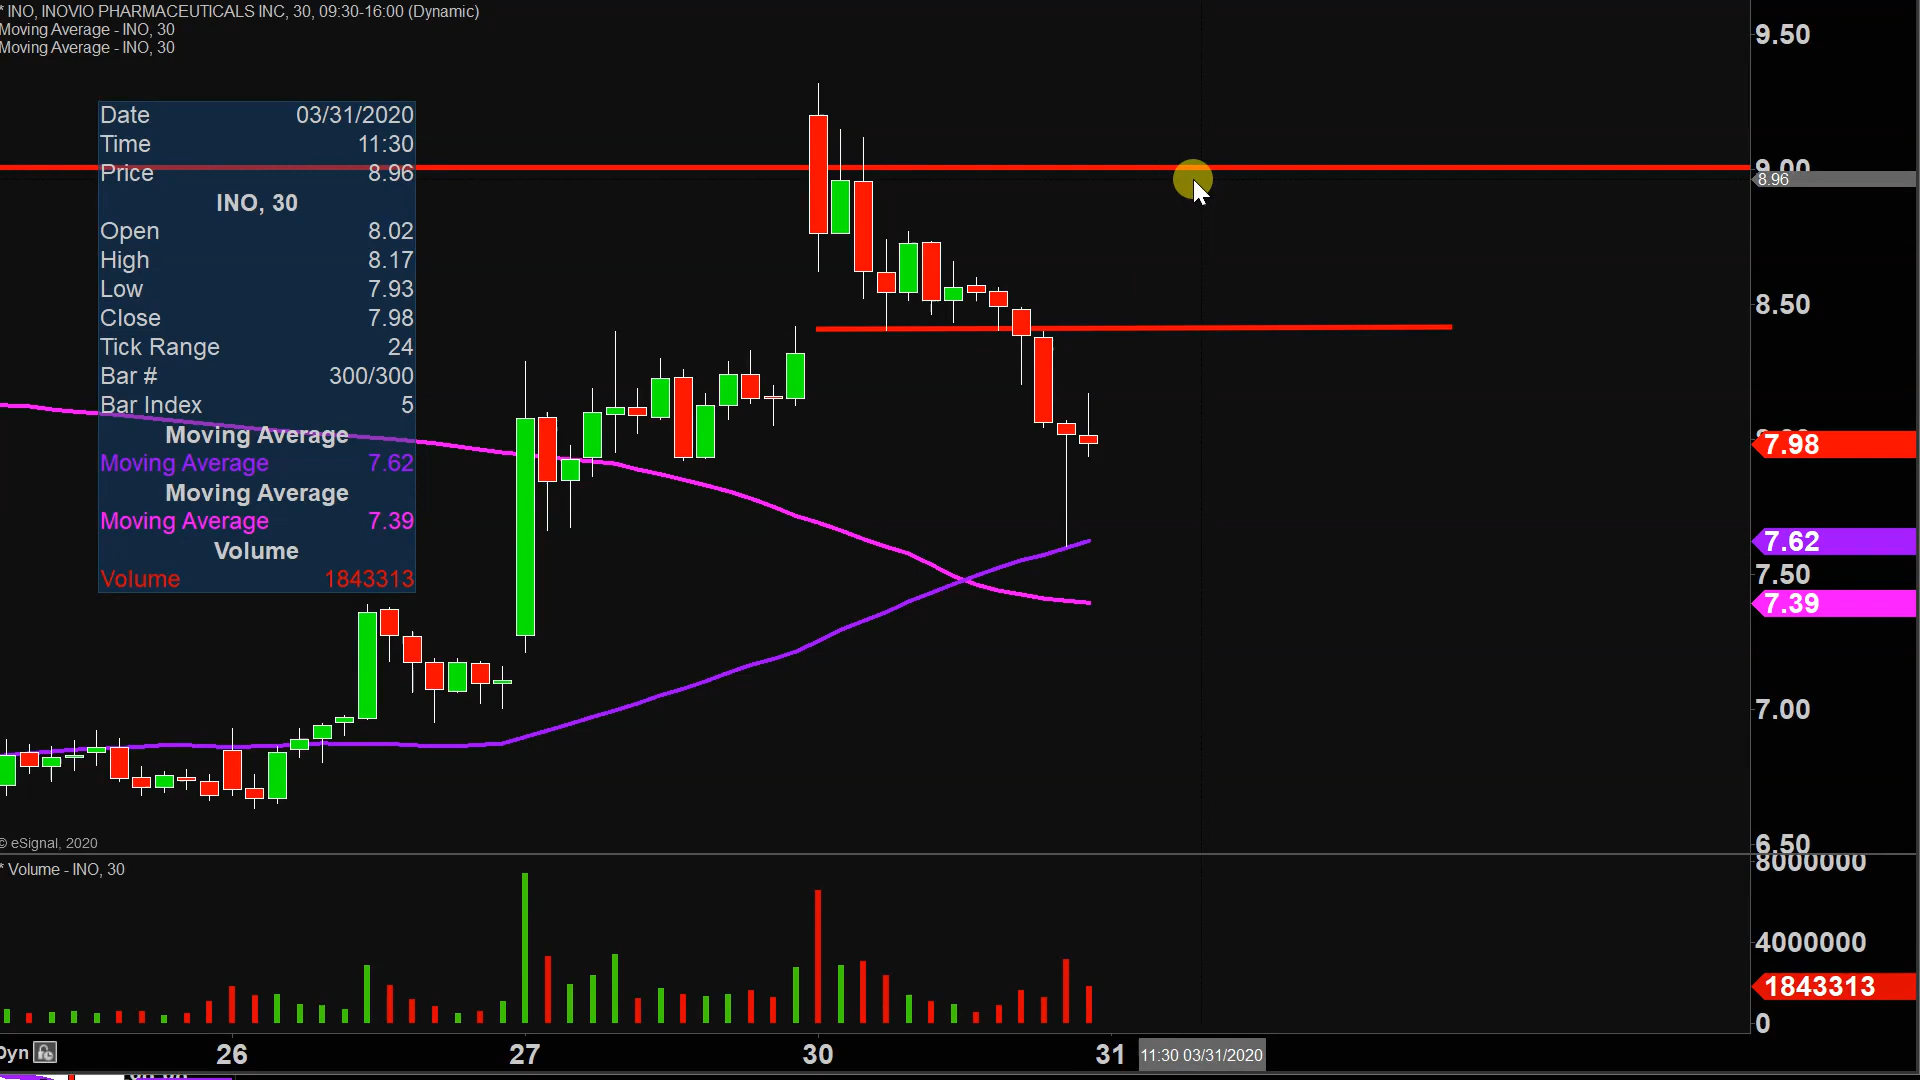 * INO, INOVIO PHARMACEUTICALS INC, 30, 09:30-16:00 (Dynamic)
Moving Average - INO, 30
Moving Average - INO, 30
Date 03/31/2020
Time 11:30
Price 8.96
INO, 30
Open 8.02
High 8.17
Low 7.93
Close 7.98
Tick Range 24
Bar # 300/300
Bar Index 5
Moving Average
Moving Average 7.62
Moving Average
Moving Average 7.39
Volume
Volume 1843313
9.50
9.00
8.96
8.50
7.98
7.62
7.50
7.39
7.00
6.50
© eSignal, 2020
* Volume - INO, 30
8000000
4000000
1843313
0
Dyn
26
27
30
31
11:30 03/31/2020